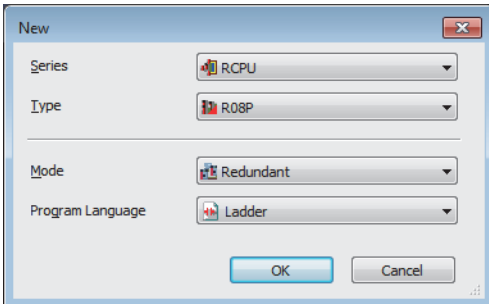 New
Series RCPU
Type R08P
Mode Redundant
Program Language Ladder
OK Cancel